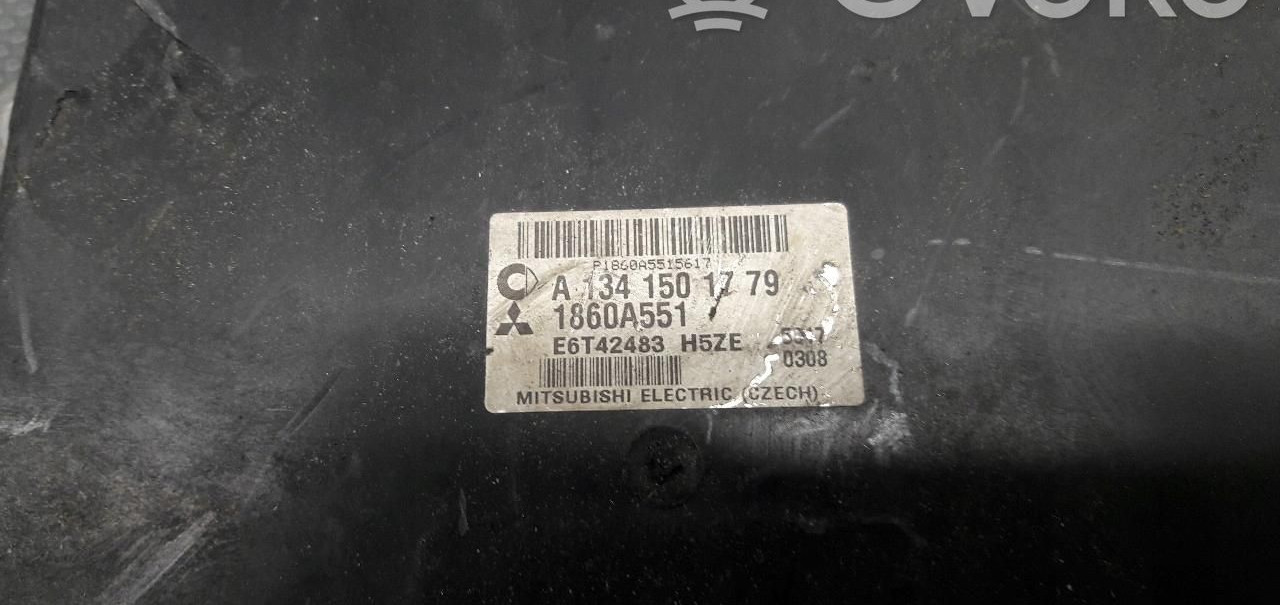 P1860A5515617
A 134 150 17 79
1860A551
E6T42483 H5ZE
0308
MITSUBISHI ELECTRIC (CZECH)